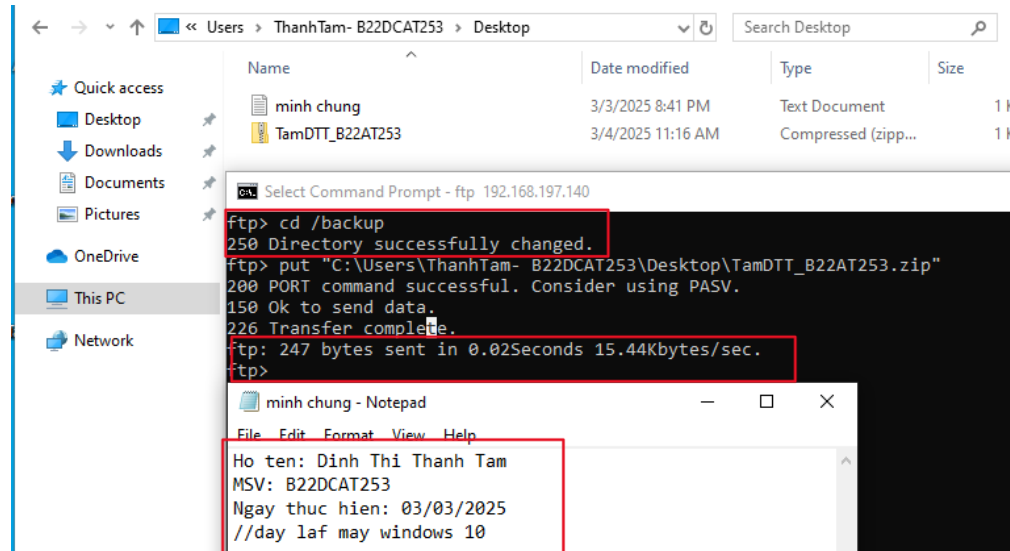 « Users › ThanhTam- B22DCAT253 › Desktop
Search Desktop
Name Date modified Type Size
Quick access
Desktop
Downloads
Documents
Pictures
OneDrive
This PC
Network
minh chung 3/3/2025 8:41 PM Text Document 1
TamDTT_B22AT253 3/4/2025 11:16 AM Compressed (zipp... 1
Select Command Prompt - ftp 192.168.197.140
ftp> cd /backup
250 Directory successfully changed.
ftp> put "C:\Users\ThanhTam- B22DCAT253\Desktop\TamDTT_B22AT253.zip"
200 PORT command successful. Consider using PASV.
150 Ok to send data.
226 Transfer complete.
ftp: 247 bytes sent in 0.02Seconds 15.44Kbytes/sec.
ftp>
minh chung - Notepad
File Edit Format View Help
Ho ten: Dinh Thi Thanh Tam
MSV: B22DCAT253
Ngay thuc hien: 03/03/2025
//day laf may windows 10